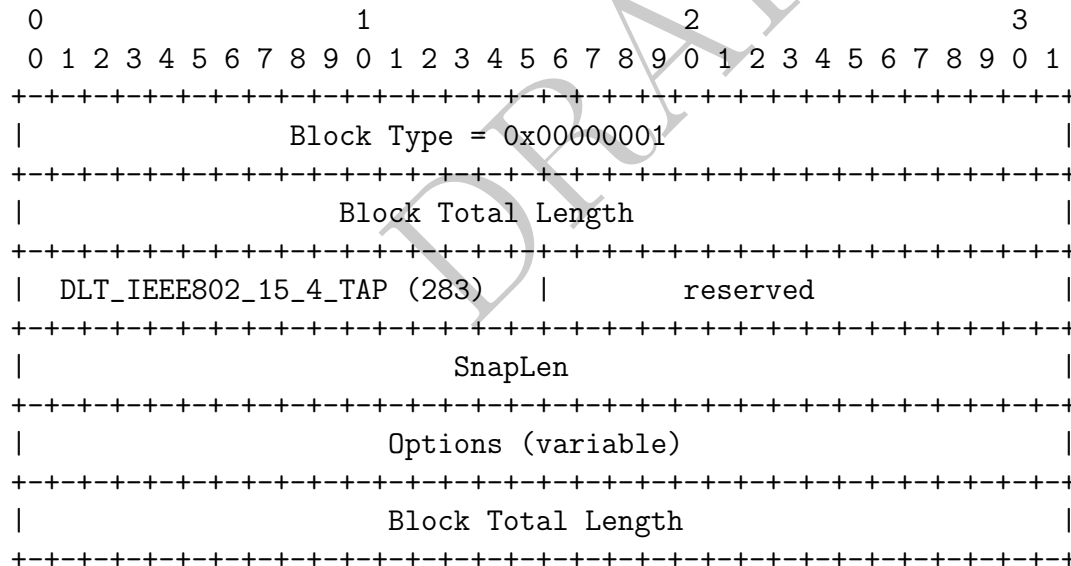 0 1 2 3
0 1 2 3 4 5 6 7 8 9 0 1 2 3 4 5 6 7 8 9 0 1 2 3 4 5 6 7 8 9 0 1
+-+-+-+-+-+-+-+-+-+-+-+-+-+-+-+-+-+-+-+-+-+-+-+-+-+-+-+-+-+-+-+-+
| Block Type = 0x00000001 |
+-+-+-+-+-+-+-+-+-+-+-+-+-+-+-+-+-+-+-+-+-+-+-+-+-+-+-+-+-+-+-+-+
| Block Total Length |
+-+-+-+-+-+-+-+-+-+-+-+-+-+-+-+-+-+-+-+-+-+-+-+-+-+-+-+-+-+-+-+-+
| DLT_IEEE802_15_4_TAP (283) | reserved |
+-+-+-+-+-+-+-+-+-+-+-+-+-+-+-+-+-+-+-+-+-+-+-+-+-+-+-+-+-+-+-+-+
| SnapLen |
+-+-+-+-+-+-+-+-+-+-+-+-+-+-+-+-+-+-+-+-+-+-+-+-+-+-+-+-+-+-+-+-+
| Options (variable) |
+-+-+-+-+-+-+-+-+-+-+-+-+-+-+-+-+-+-+-+-+-+-+-+-+-+-+-+-+-+-+-+-+
| Block Total Length |
+-+-+-+-+-+-+-+-+-+-+-+-+-+-+-+-+-+-+-+-+-+-+-+-+-+-+-+-+-+-+-+-+
DRA